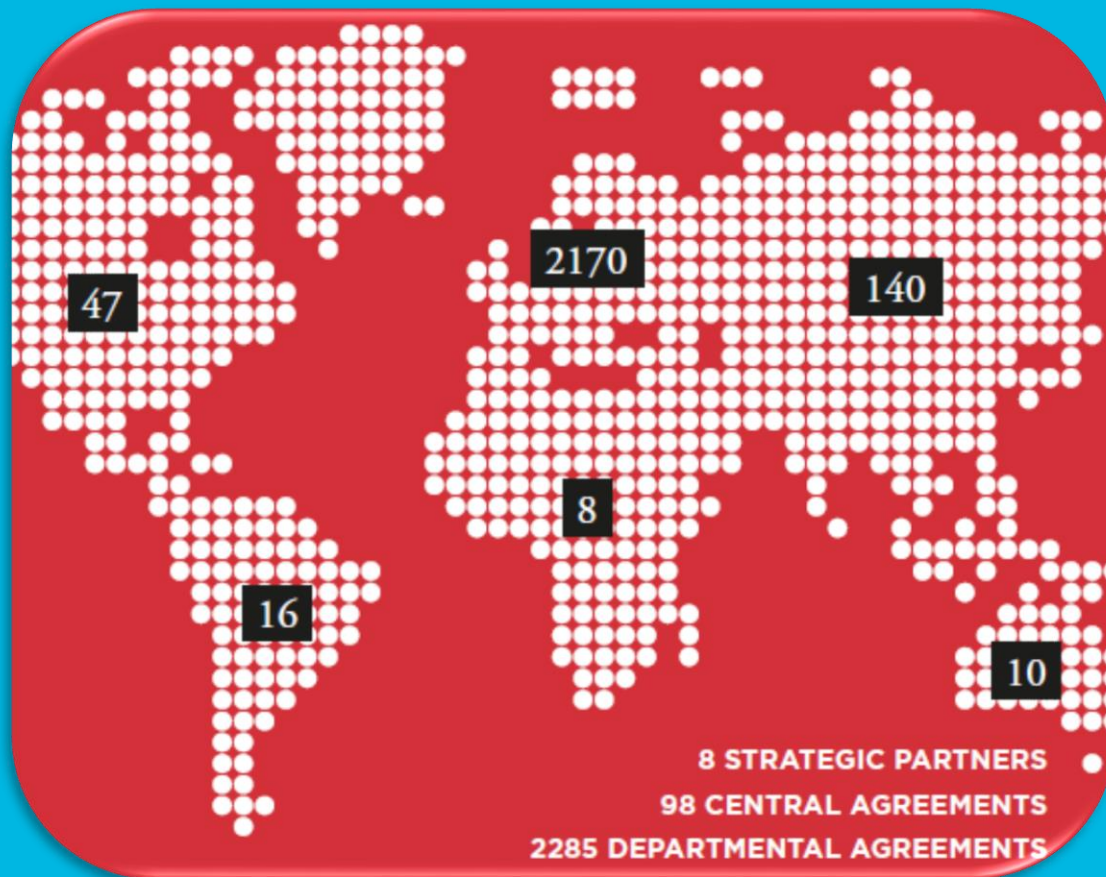 2170
140
47
8
16
10
8 STRATEGIC PARTNERS
98 CENTRAL AGREEMENTS
2285 DEPARTMENTAL AGREEMENTS